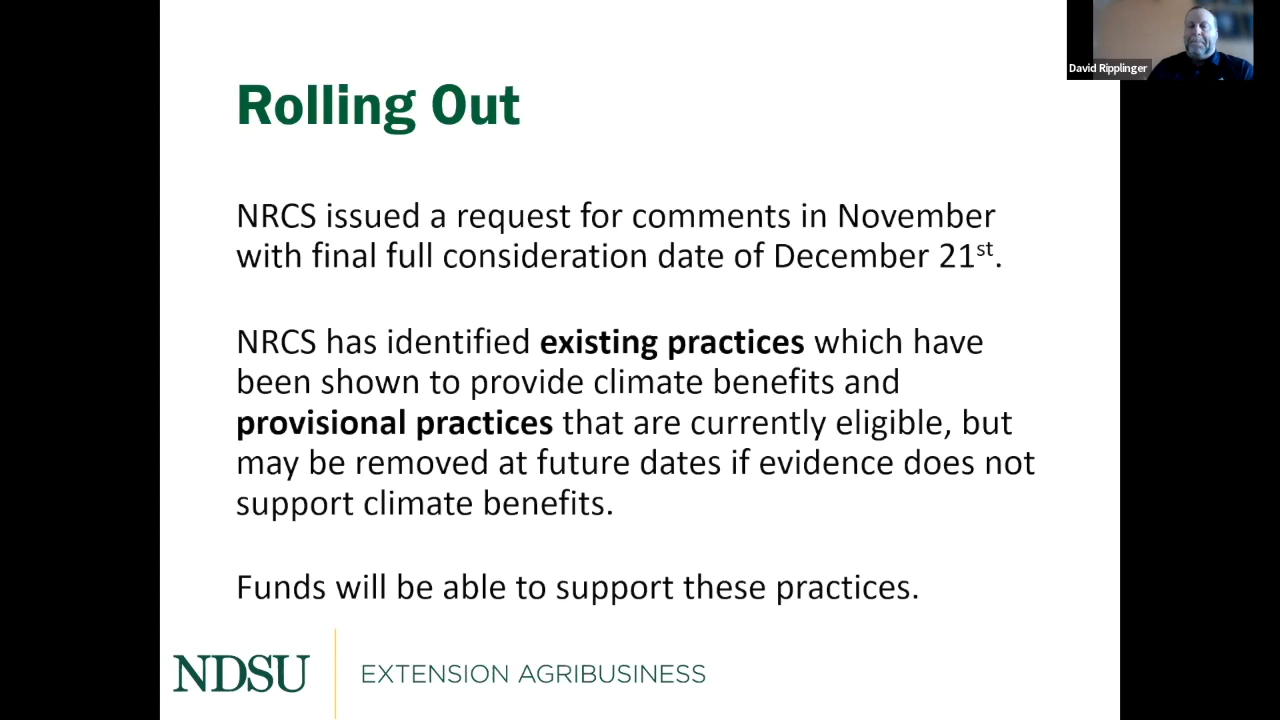 David Ripplinger
Rolling Out
NRCS issued a request for comments in November
with final full consideration date of December 21st.
NRCS has identified existing practices which have
been shown to provide climate benefits and
provisional practices that are currently eligible, but
may be removed at future dates if evidence does not
support climate benefits.
Funds will be able to support these practices.
NDSU EXTENSION AGRIBUSINESS